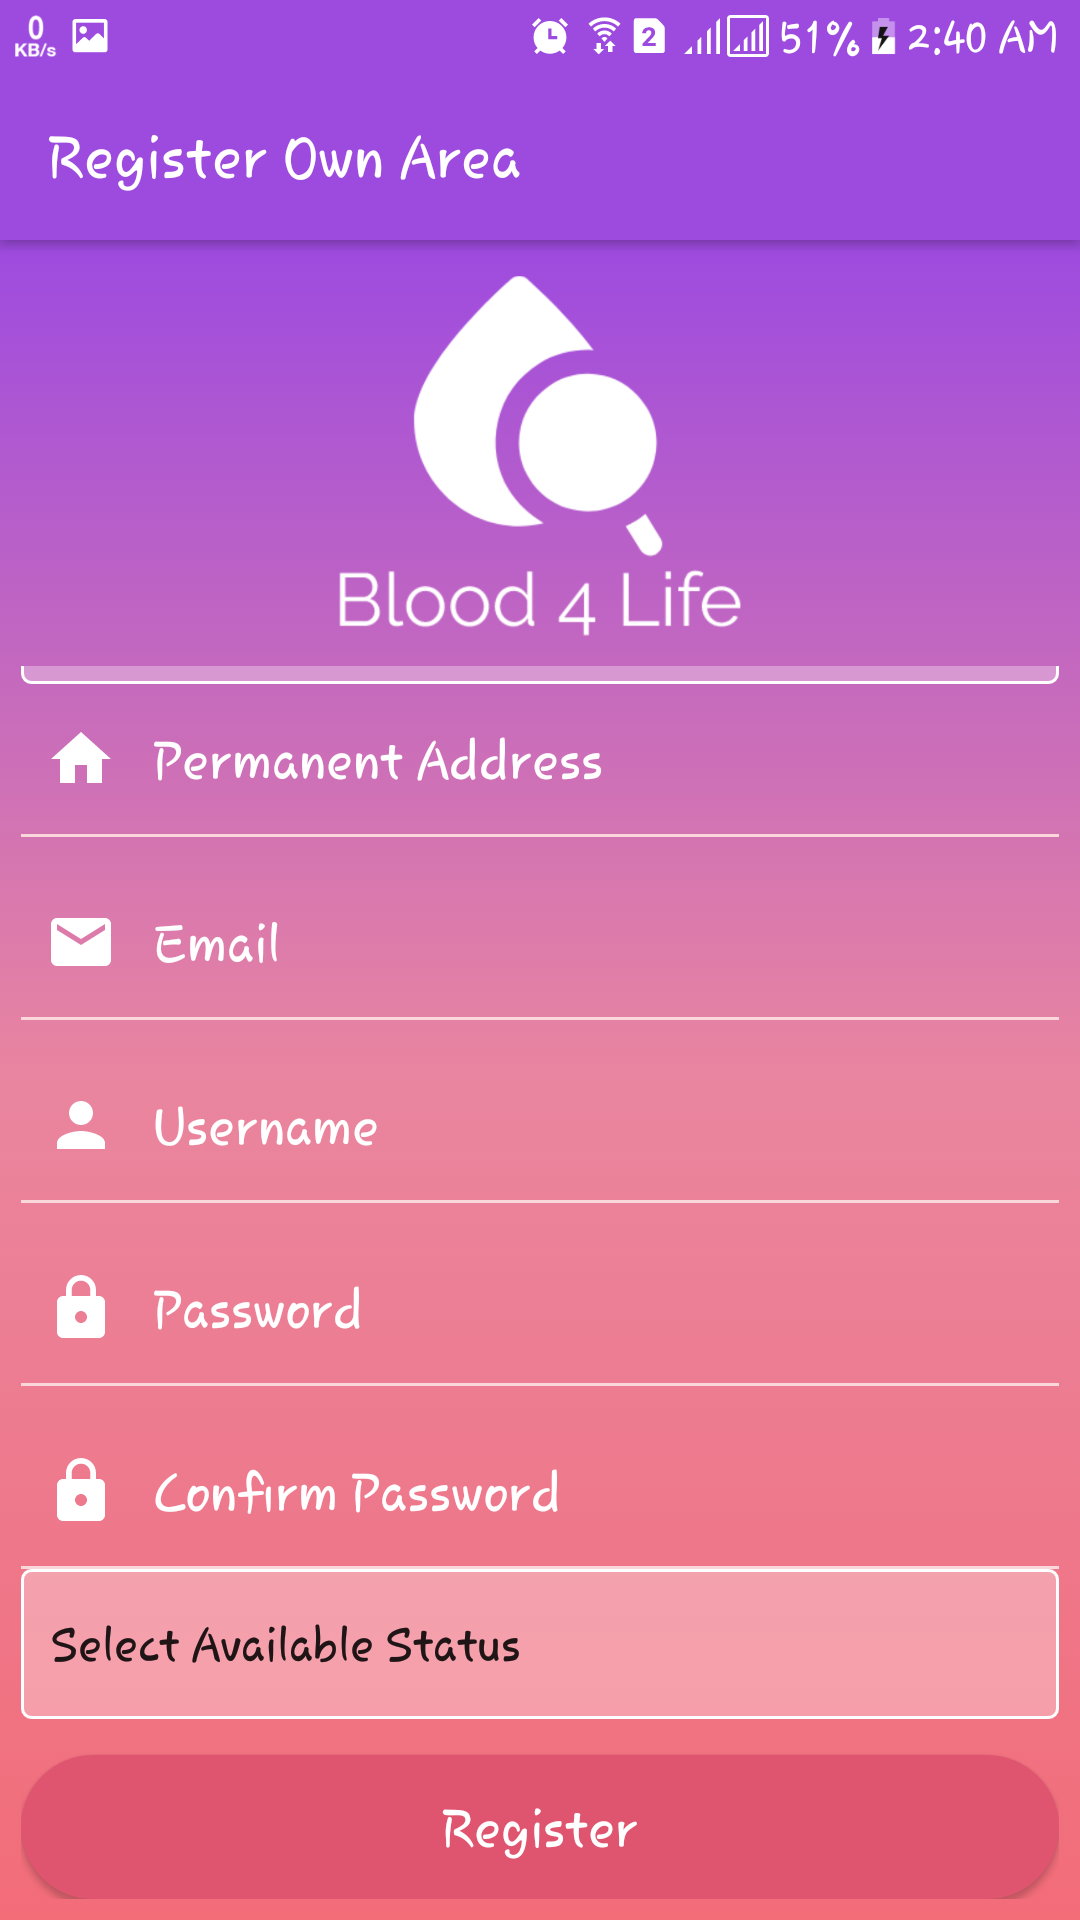 0
KB/s
2
51% 2:40 AM
Register Own Area
Blood 4 Life
Permanent Address
Email
Username
Password
Confirm Password
Select Available Status
Register